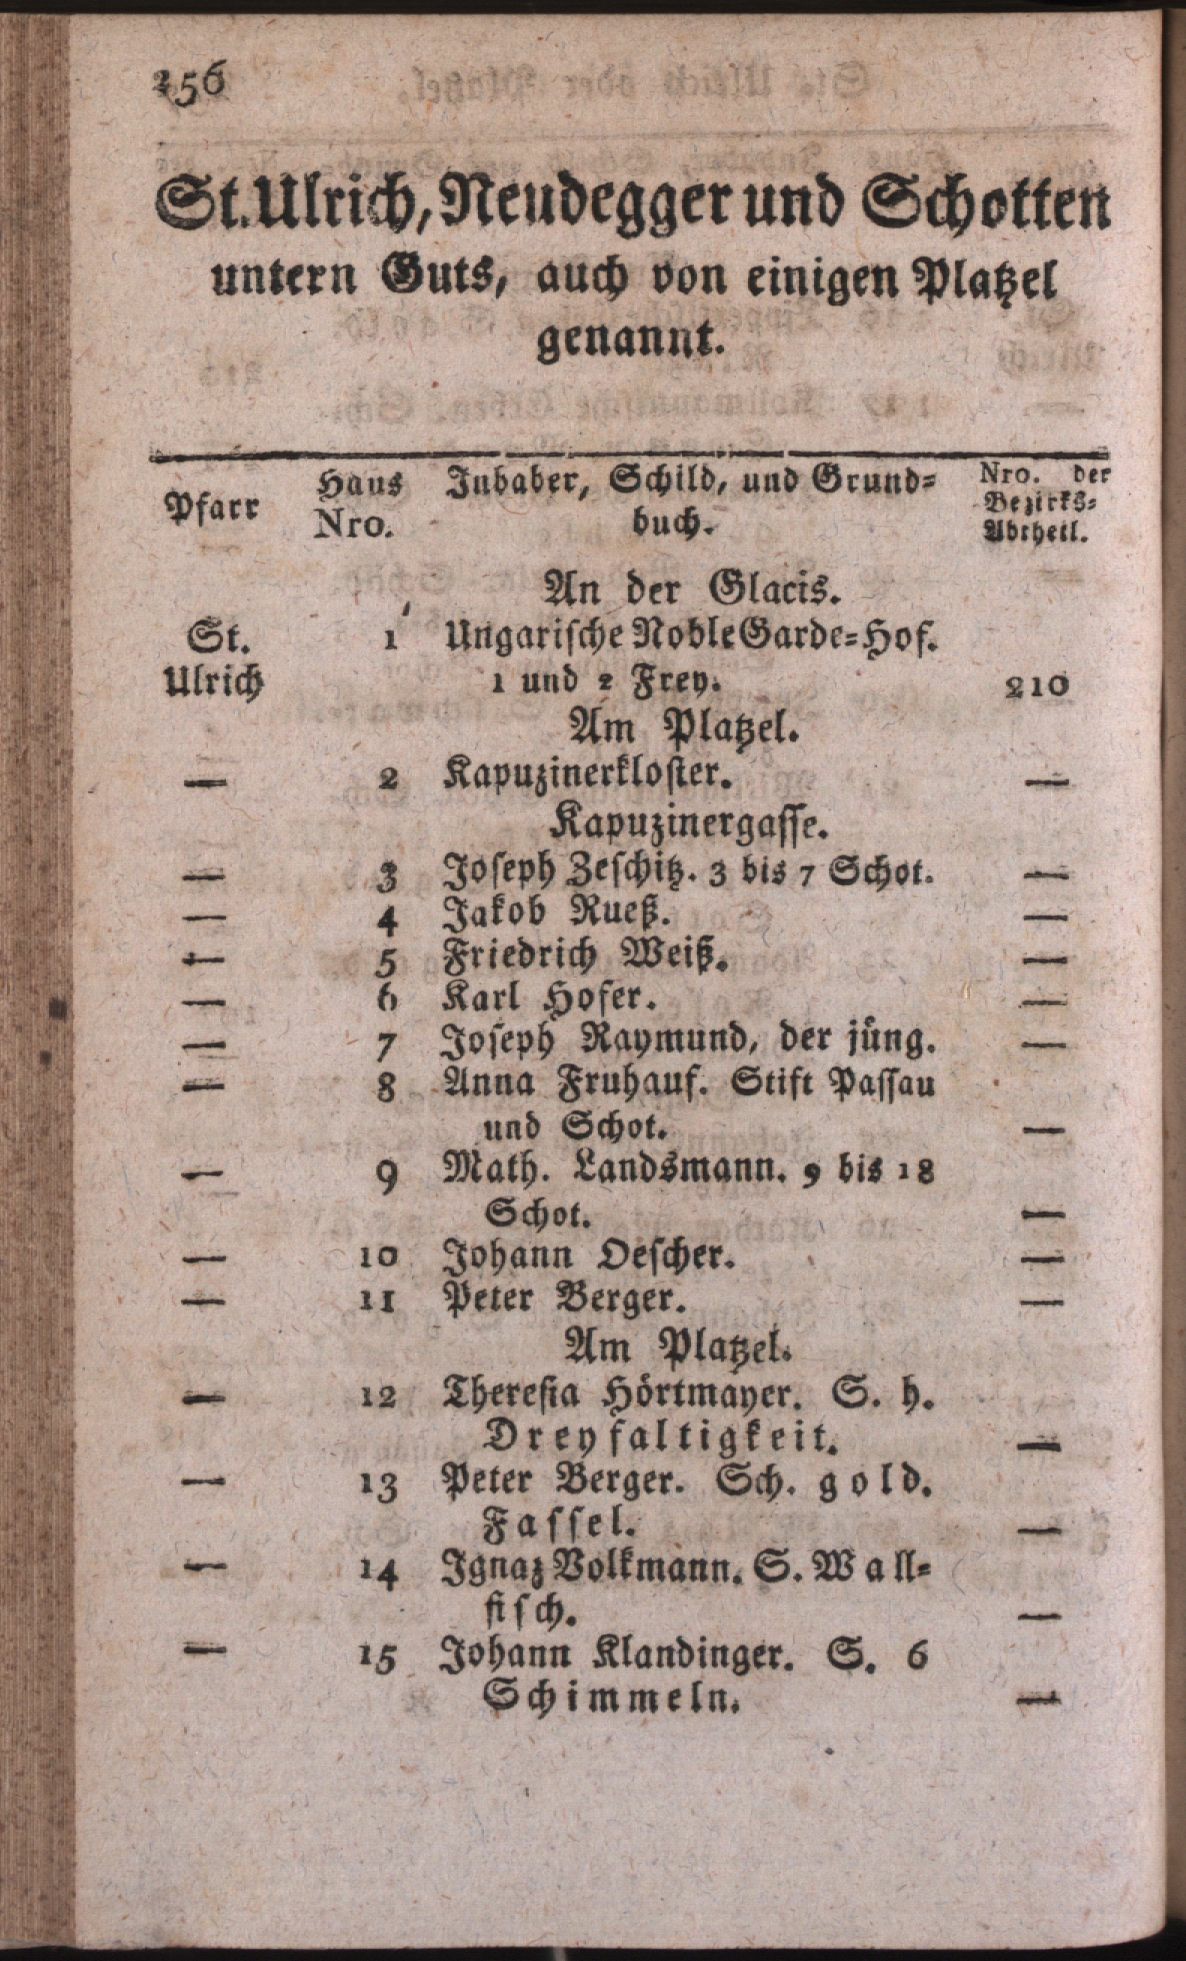 256
St. Ulrich, Neudegger und Schotten
untern Guts, auch von einigen Platzel
genannt.
Pfarr Haus Nro. Inhaber, Schild, und Grund= buch. Nro. der Bezirks= Abtheil.
An der Glacis.
St. 1 Ungarische Noble Garde=Hof.
Ulrich 1 und 2 Frey. 210
Am Platzel.
— 2 Kapuzinerkloster. —
Kapuzinergasse.
— 3 Joseph Zeschitz. 3 bis 7 Schot. —
— 4 Jakob Rueß. —
— 5 Friedrich Weiß. —
— 6 Karl Hofer. —
— 7 Joseph Raymund, der jüng. —
— 8 Anna Fruhauf. Stift Passau
und Schot. —
— 9 Math. Landsmann. 9 bis 18
Schot. —
— 10 Johann Oescher. —
— 11 Peter Berger. —
Am Platzel.
— 12 Theresia Hörtmayer. S. h.
Dreyfaltigkeit. —
— 13 Peter Berger. Sch. gold.
Fassel. —
— 14 Ignaz Volkmann. S. Wall=
fisch. —
— 15 Johann Klandinger. S. 6
Schimmeln. —